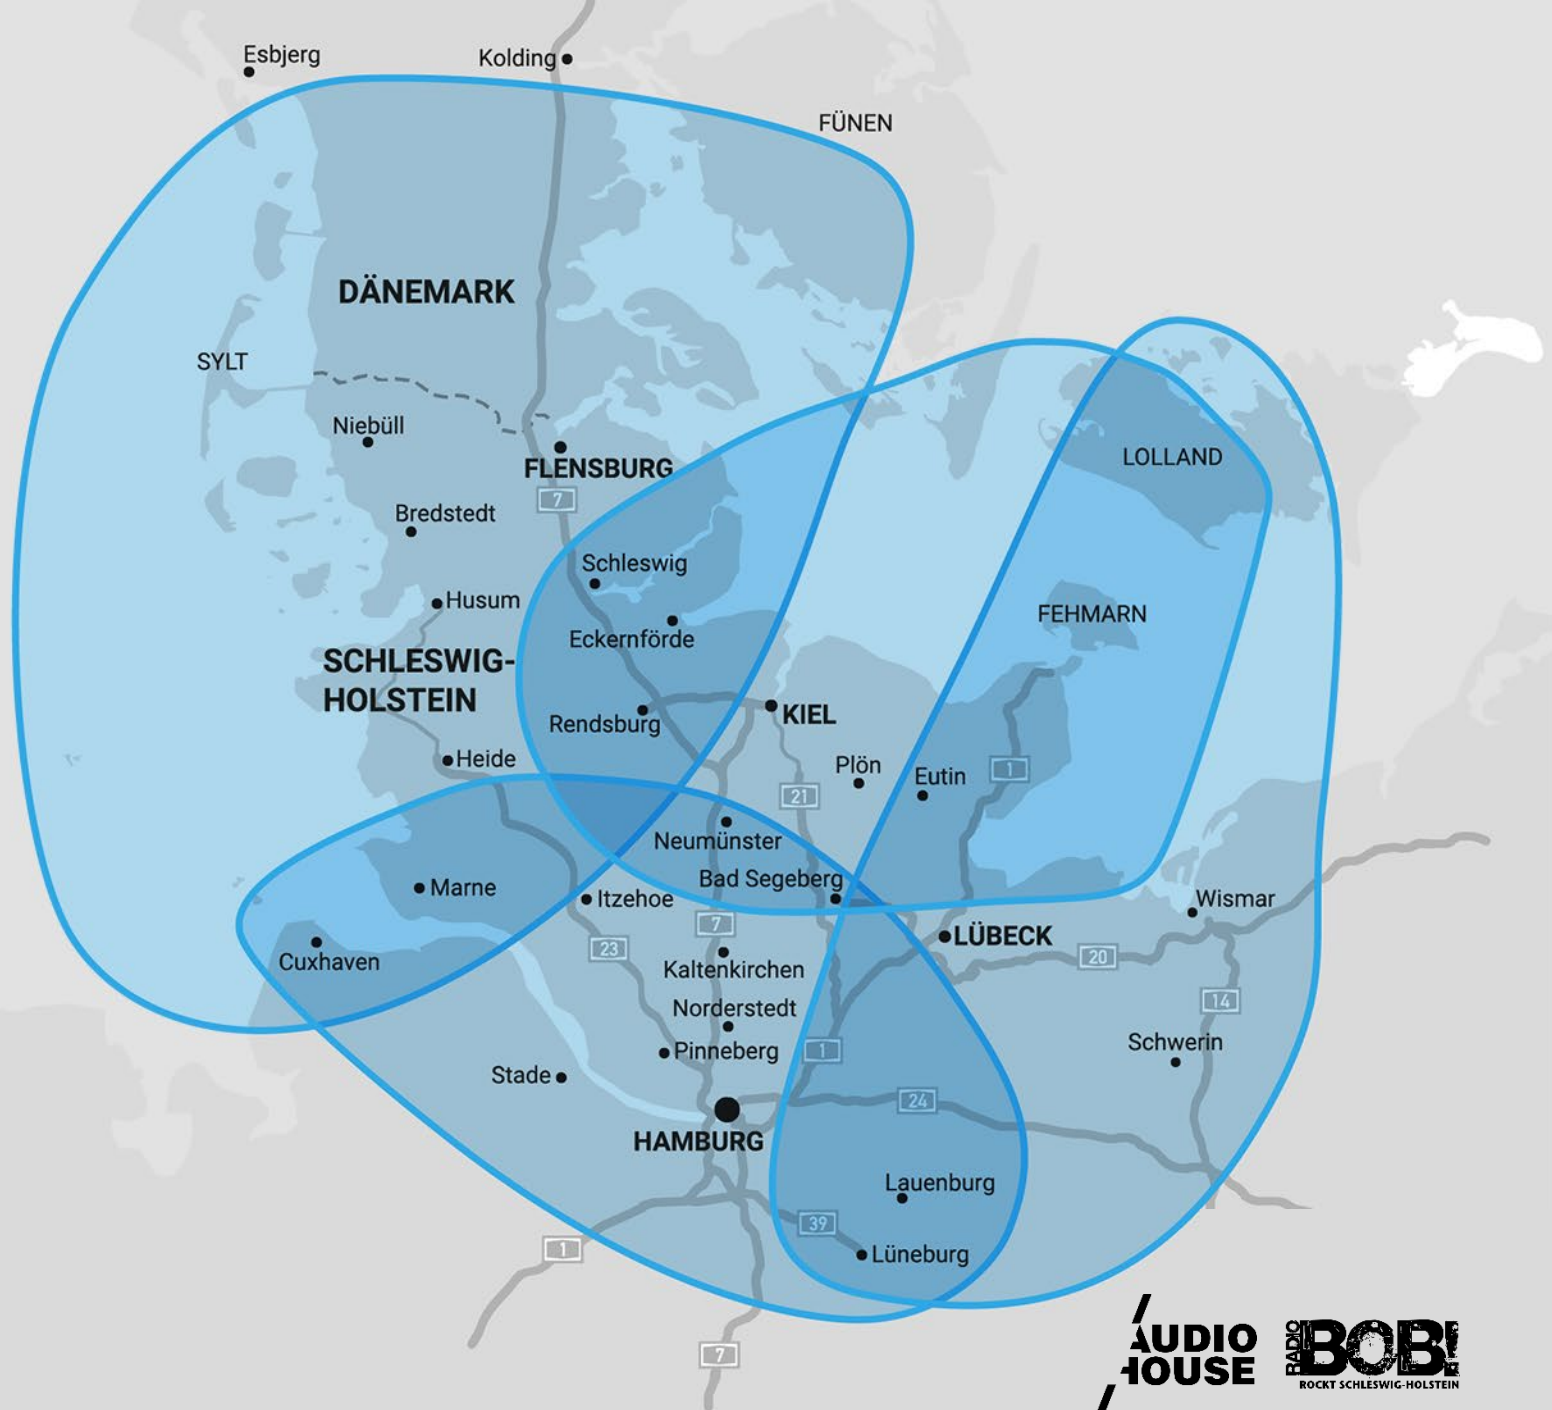 Esbjerg
Kolding
FÜNEN
DÄNEMARK
SYLT
Niebüll
FLENSBURG
LOLLAND
7
Bredstedt
Schleswig
Husum
FEHMARN
Eckernförde
SCHLESWIG-
HOLSTEIN
Rendsburg
KIEL
Heide
Plön
Eutin
1
21
Neumünster
Bad Segeberg
Marne
Itzehoe
Wismar
7
LÜBECK
23
20
Cuxhaven
Kaltenkirchen
14
Norderstedt
Schwerin
Pinneberg
1
Stade
24
HAMBURG
Lauenburg
39
1
Lüneburg
7
AUDIO
HOUSE
RADIO
BOB!
ROCKT SCHLESWIG-HOLSTEIN